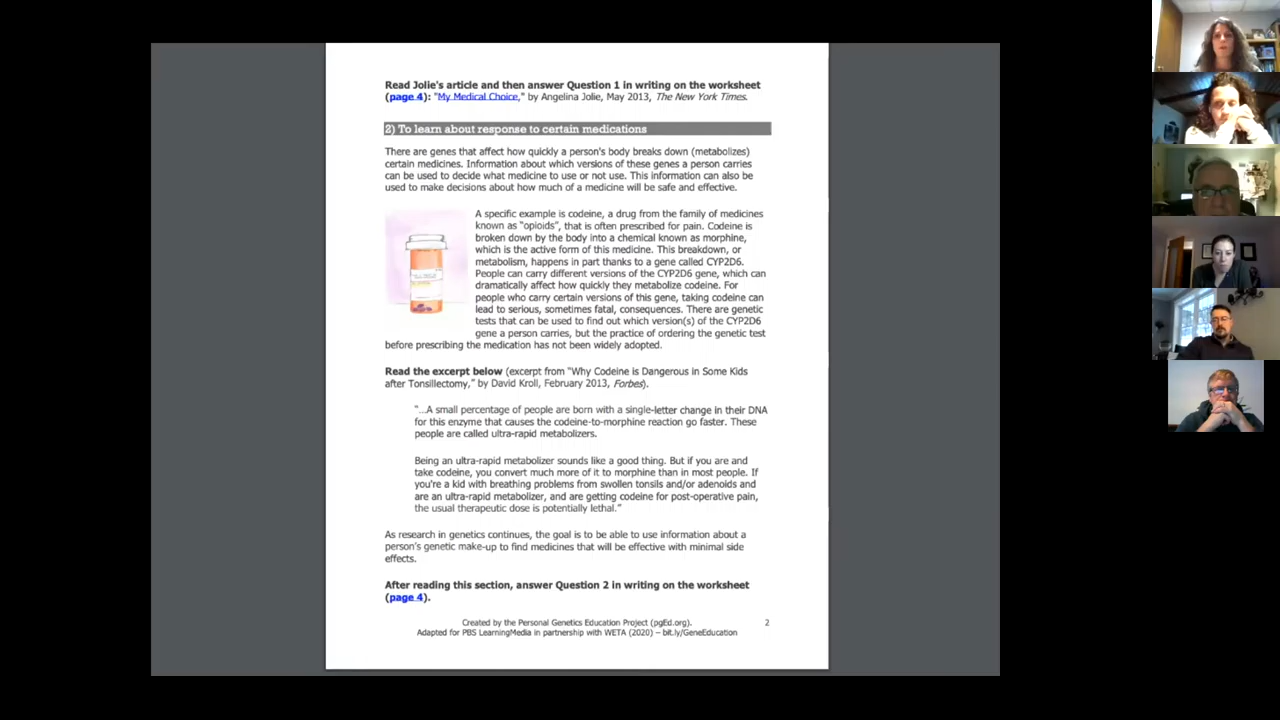 Read Jolie's article and then answer Question 1 in writing on the worksheet
(page 4): "My Medical Choice," by Angelina Jolie, May 2013, The New York Times.
2) To learn about response to certain medications
There are genes that affect how quickly a person's body breaks down (metabolizes)
certain medicines. Information about which versions of these genes a person carries
can be used to decide what medicine to use or not use. This information can also be
used to make decisions about how much of a medicine will be safe and effective.
A specific example is codeine, a drug from the family of medicines
known as "opioids", that is often prescribed for pain. Codeine is
broken down by the body into a chemical known as morphine,
which is the active form of this medicine. This breakdown, or
metabolism, happens in part thanks to a gene called CYP2D6.
People can carry different versions of the CYP2D6 gene, which can
dramatically affect how quickly they metabolize codeine. For
people who carry certain versions of this gene, taking codeine can
lead to serious, sometimes fatal, consequences. There are genetic
tests that can be used to find out which version(s) of the CYP2D6
gene a person carries, but the practice of ordering the genetic test
before prescribing the medication has not been widely adopted.
Read the excerpt below (excerpt from "Why Codeine is Dangerous in Some Kids
after Tonsillectomy," by David Kroll, February 2013, Forbes).
"…A small percentage of people are born with a single-letter change in their DNA
for this enzyme that causes the codeine-to-morphine reaction go faster. These
people are called ultra-rapid metabolizers.
Being an ultra-rapid metabolizer sounds like a good thing. But if you are and
take codeine, you convert much more of it to morphine than in most people. If
you're a kid with breathing problems from swollen tonsils and/or adenoids and
are an ultra-rapid metabolizer, and are getting codeine for post-operative pain,
the usual therapeutic dose is potentially lethal."
As research in genetics continues, the goal is to be able to use information about a
person's genetic make-up to find medicines that will be effective with minimal side
effects.
After reading this section, answer Question 2 in writing on the worksheet
(page 4).
Created by the Personal Genetics Education Project (pgEd.org). 2
Adapted for PBS LearningMedia in partnership with WETA (2020) – bit.ly/GeneEducation